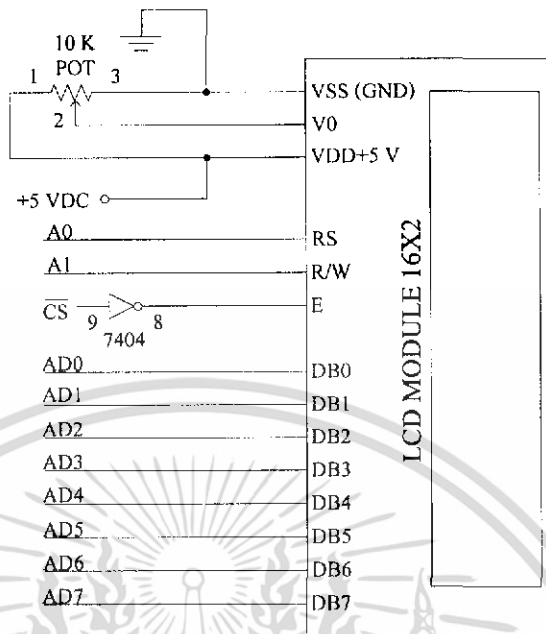 10 K
POT
1
3
2
VSS (GND)
V0
VDD+5 V
+5 VDC
A0
RS
A1
R/W
C̅S̅
9
8
E
7404
AD0
DB0
AD1
DB1
AD2
DB2
AD3
DB3
AD4
DB4
AD5
DB5
AD6
DB6
AD7
DB7
LCD MODULE 16X2